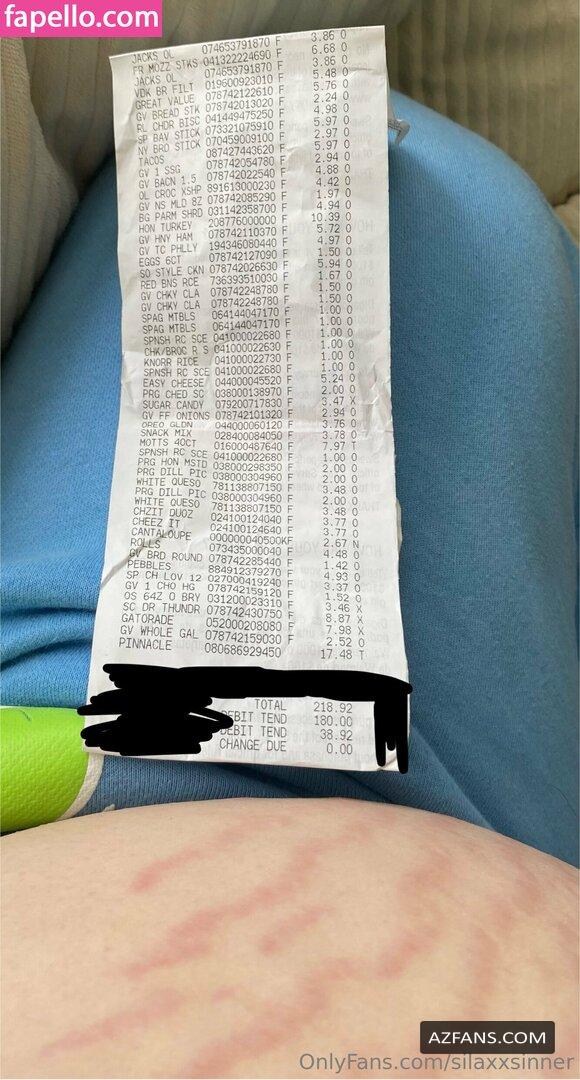 fapello.com
JACKS OL 074653791870 F 3.86 O
FR MOZZ STKS 041322224690 F 6.68 O
JACKS OL 074653791870 F 3.86 O
VDK BR FILT 019600923010 F 5.48 O
GREAT VALUE 078742122610 F 5.76 O
GV BREAD STK 078742013020 F 2.24 O
RL CHDR BISC 041449475250 F 4.98 O
SP BAV STICK 073321075910 F 5.97 O
NY BRD STICK 070459009100 F 2.97 O
TACOS 087427443620 F 5.97 O
GV 1 SSG 078742054780 F 2.94 O
GV BACN 1.5 078742022540 F 4.88 O
OL CROC XSHP 891613000230 F 4.42 O
GV NS MLD 8Z 078742085290 F 1.97 O
BG PARM SHRD 031142358700 F 4.94 O
HON TURKEY 208776000000 F 10.39 O
GV HNY HAM 078742110370 F 5.72 O
GV TC PHLLY 194346080440 F 4.97 O
EGGS 6CT 078742127090 F 1.50 O
SO STYLE CKN 078742026630 F 5.94 O
RED BNS RCE 736393510030 F 1.67 O
GV CHKY CLA 078742248780 F 1.50 O
GV CHKY CLA 078742248780 F 1.50 O
SPAG MTBLS 064144047170 F 1.00 O
SPAG MTBLS 064144047170 F 1.00 O
SPNSH RC SCE 041000022680 F 1.00 O
CHK/BROC R S 041000022630 F 1.00 O
KNORR RICE 041000022730 F 1.00 O
SPNSH RC SCE 041000022680 F 1.00 O
EASY CHEESE 044000045520 F 5.24 O
PRG CHED SC 038000138970 F 2.00 O
SUGAR CANDY 079200717830 F 3.47 X
GV FF ONIONS 078742101320 F 2.94 O
OREO GLDN 044000060120 F 3.76 O
SNACK MIX 028400084050 F 3.78 O
MOTTS 40CT 016000487640 F 7.97 T
SPNSH RC SCE 041000022680 F 1.00 O
PRG HON MSTD 038000298350 F 2.00 O
PRG DILL PIC 038000304960 F 2.00 O
WHITE QUESO 781138807150 F 3.48 O
PRG DILL PIC 038000304960 F 2.00 O
WHITE QUESO 781138807150 F 3.48 O
CHZIT DUOZ 024100124040 F 3.77 O
CHEEZ IT 024100124640 F 3.77 O
CANTALOUPE 000000040500KF 2.67 N
ROLLS 073435000040 F 4.48 O
GV BRD ROUND 078742285440 F 1.42 O
PEBBLES 884912379270 F 4.93 O
SP CH LOV 12 027000419240 F 3.37 O
GV 1 CHO HG 078742159120 F 1.52 O
OS 64Z O BRY 031200023310 F 3.46 X
SC DR THUNDR 078742430750 F 8.87 X
GATORADE 052000208080 F 7.98 X
GV WHOLE GAL 078742159030 F 2.52 O
PINNACLE 080686929450 17.48 T
TOTAL 218.92
DEBIT TEND 180.00
DEBIT TEND 38.92
CHANGE DUE 0.00
AZFANS.COM
OnlyFans.com/silaxxsinner